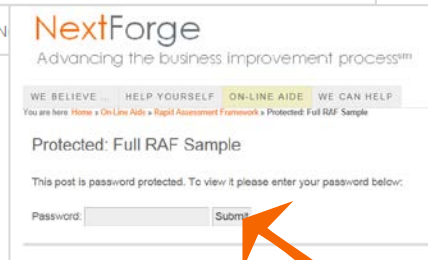 N
NextForge
Advancing the business improvement process℠
WE BELIEVE ... HELP YOURSELF ON-LINE AIDE WE CAN HELP
You are here: Home » On-Line Aids » Rapid Assessment Framework » Protected: Full RAF Sample
Protected: Full RAF Sample
This post is password protected. To view it please enter your password below:
Password: Submit